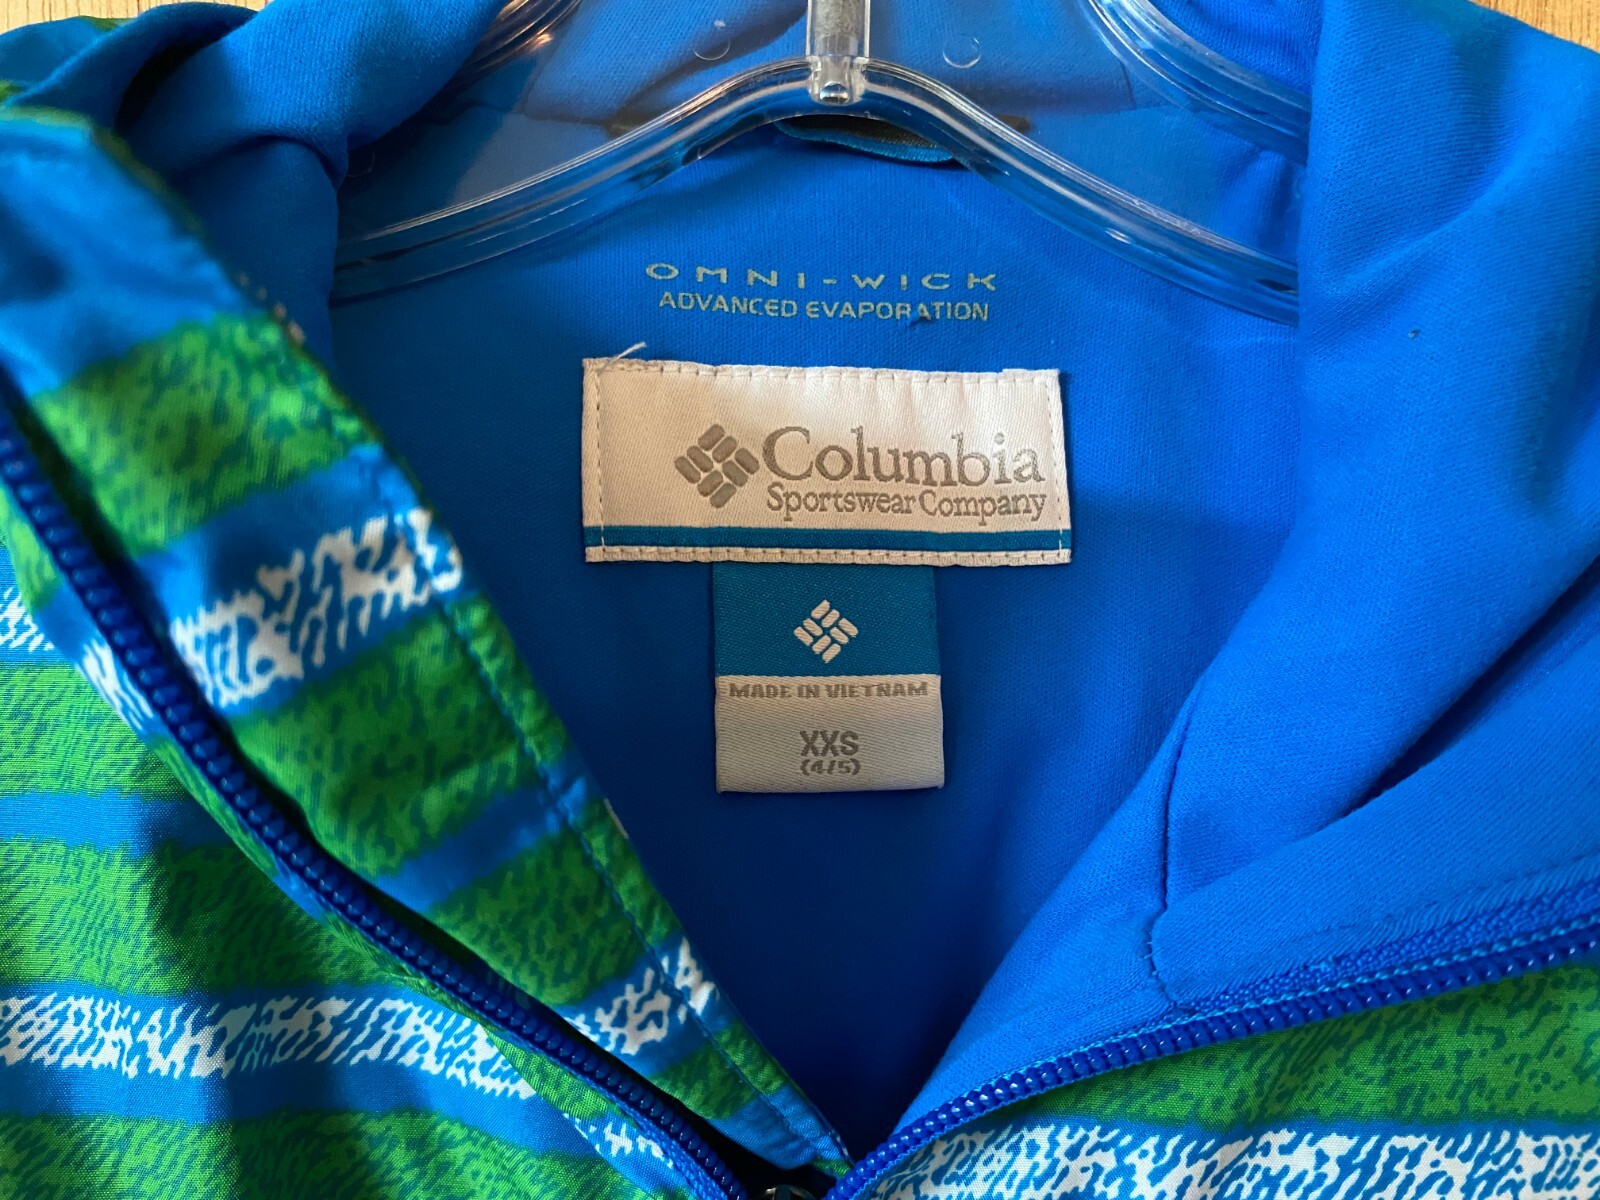 OMNI-WICK
ADVANCED EVAPORATION
Columbia
Sportswear Company
MADE IN VIETNAM
XXS
(4/5)